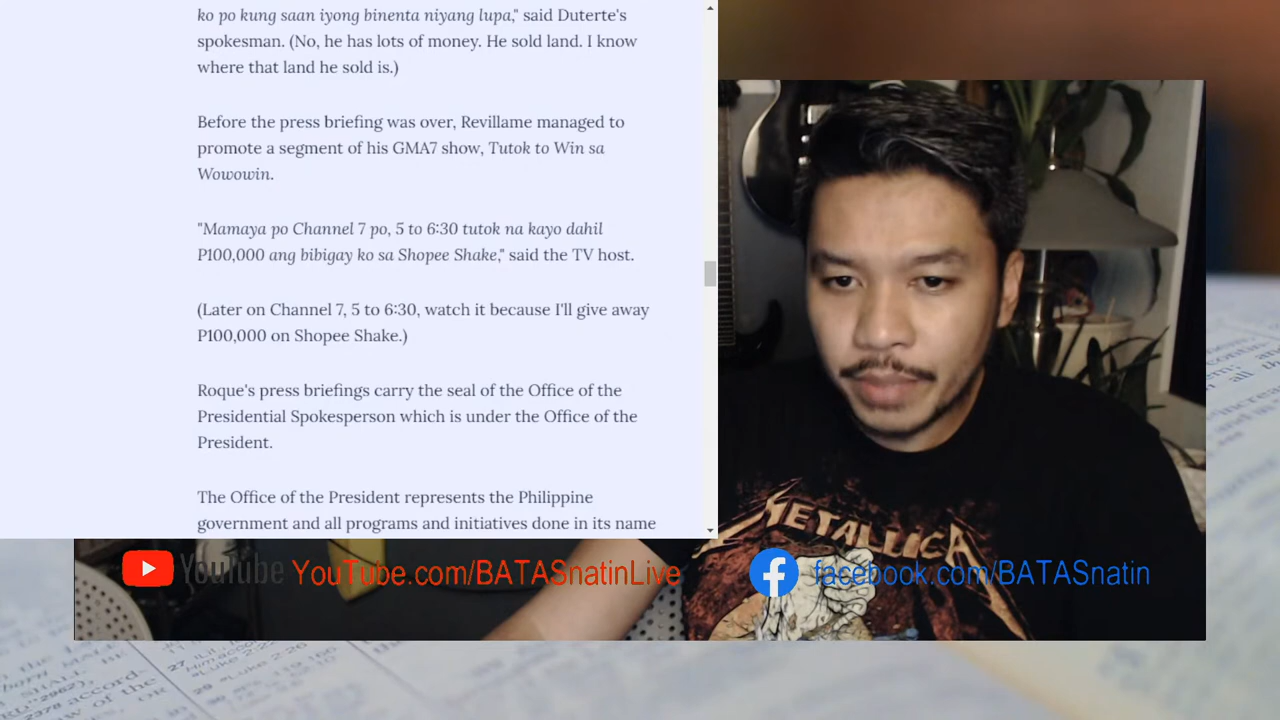 ko po kung saan iyong binenta niyang lupa," said Duterte's
spokesman. (No, he has lots of money. He sold land. I know
where that land he sold is.)
Before the press briefing was over, Revillame managed to
promote a segment of his GMA7 show, Tutok to Win sa
Wowowin.
"Mamaya po Channel 7 po, 5 to 6:30 tutok na kayo dahil
P100,000 ang bibigay ko sa Shopee Shake," said the TV host.
(Later on Channel 7, 5 to 6:30, watch it because I'll give away
P100,000 on Shopee Shake.)
Roque's press briefings carry the seal of the Office of the
Presidential Spokesperson which is under the Office of the
President.
The Office of the President represents the Philippine
government and all programs and initiatives done in its name
METALLICA
YouTube YouTube.com/BATASnatinLive
facebook.com/BATASnatin